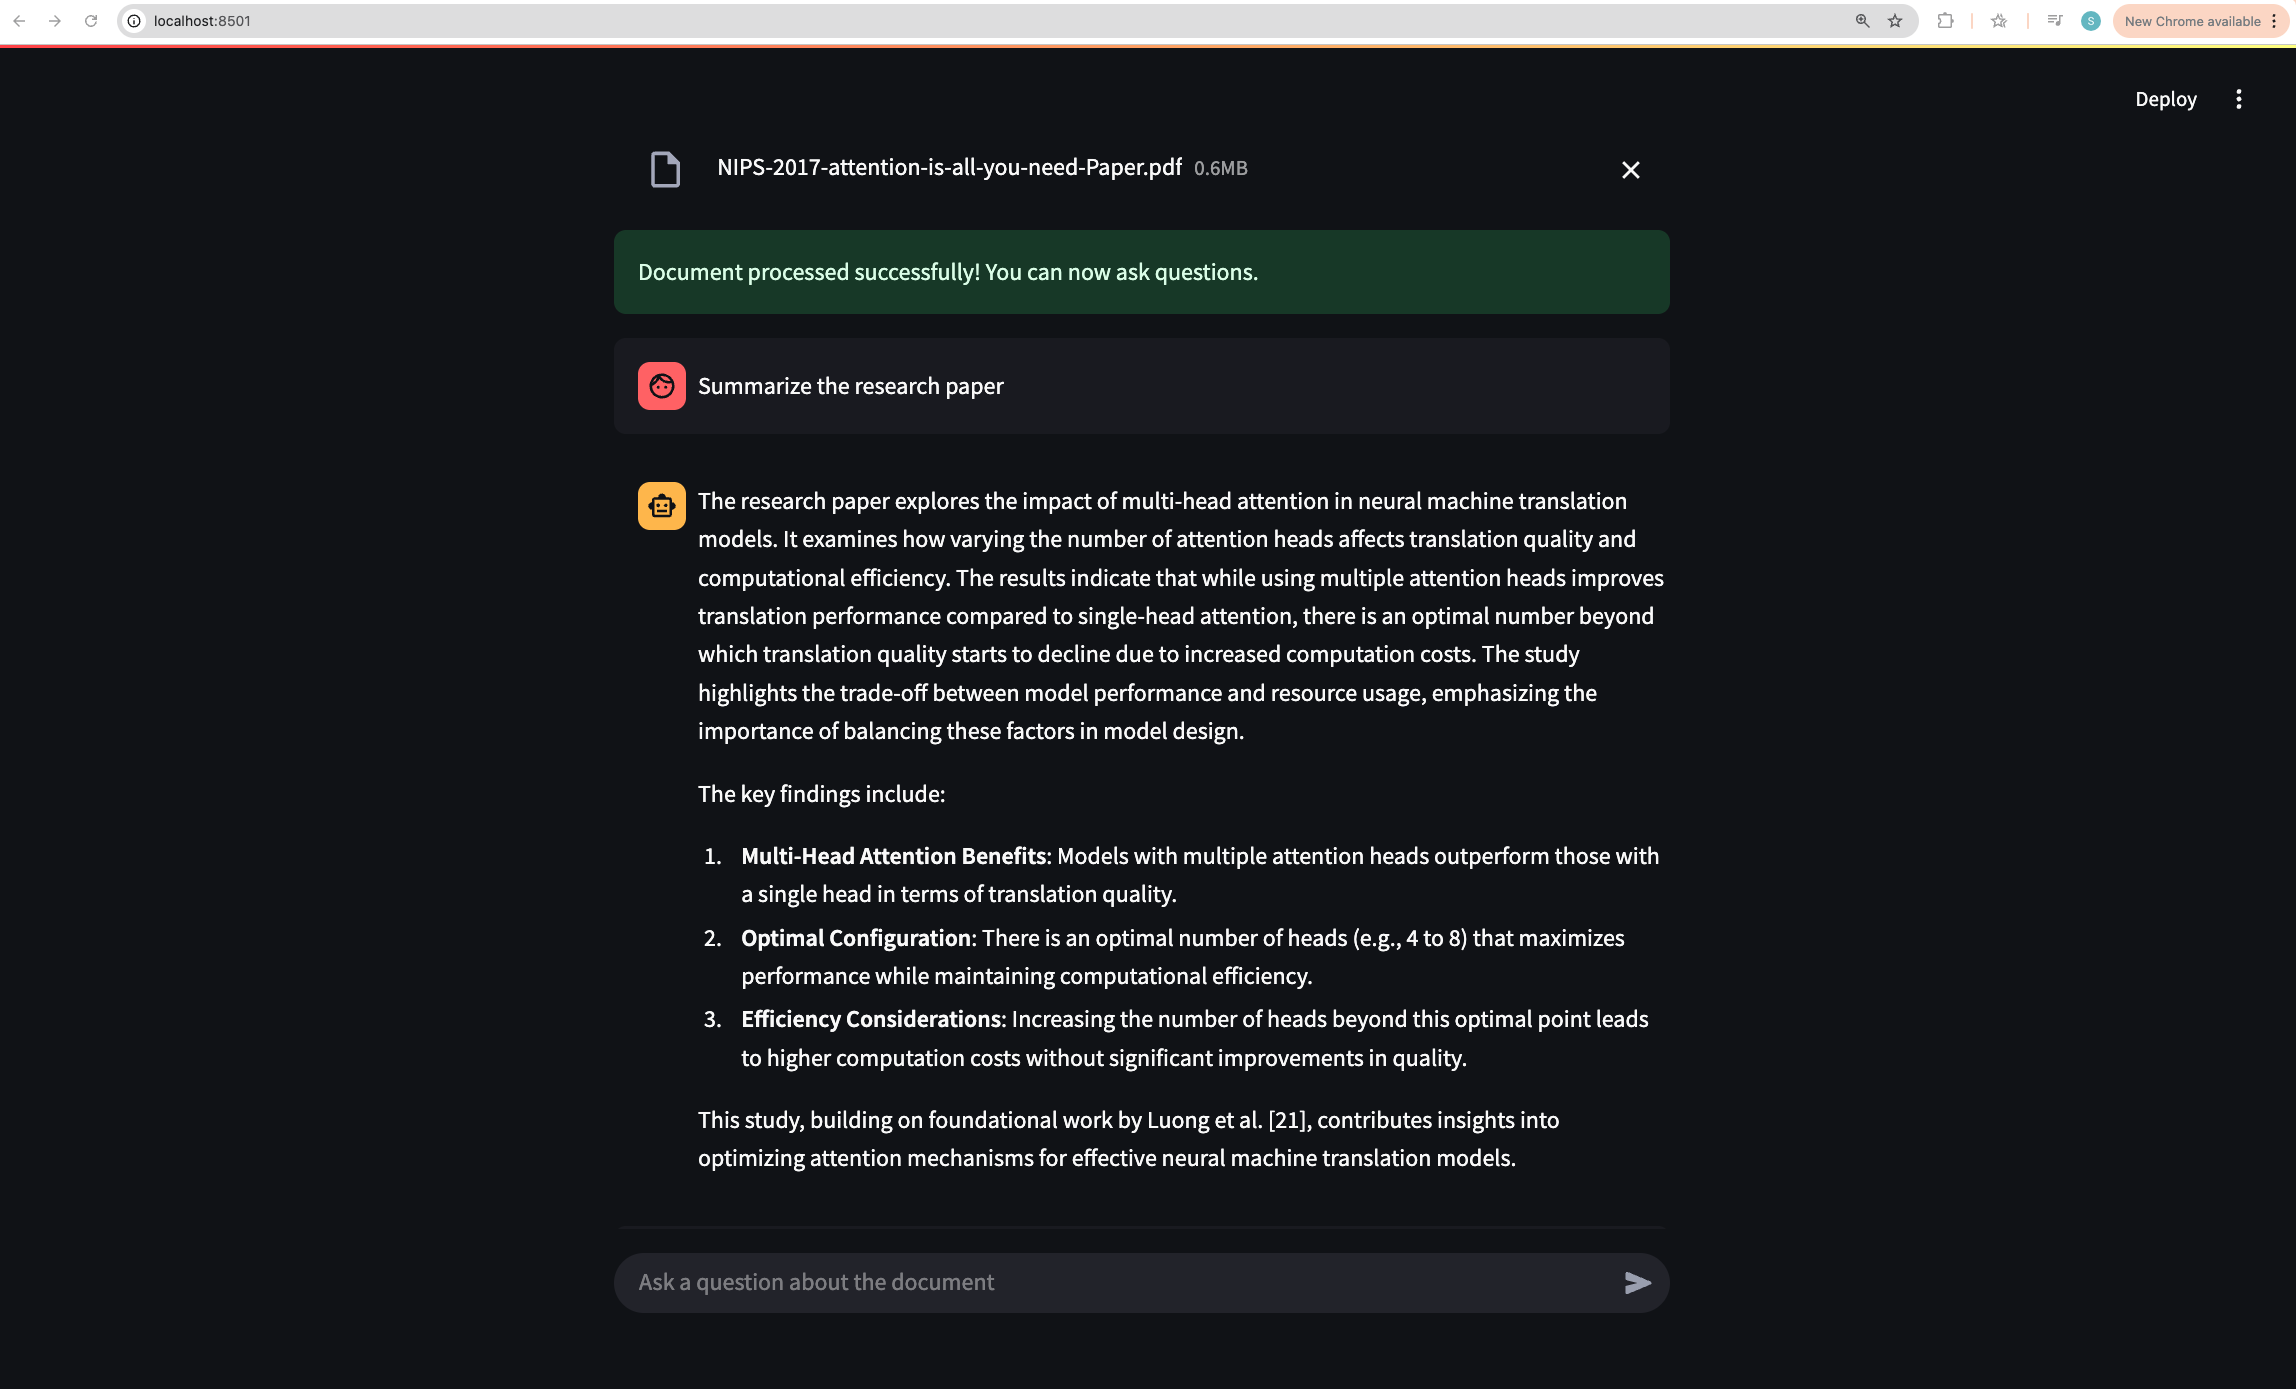 localhost:8501
S
New Chrome available
Deploy
NIPS-2017-attention-is-all-you-need-Paper.pdf 0.6MB
Document processed successfully! You can now ask questions.
Summarize the research paper
The research paper explores the impact of multi-head attention in neural machine translation
models. It examines how varying the number of attention heads affects translation quality and
computational efficiency. The results indicate that while using multiple attention heads improves
translation performance compared to single-head attention, there is an optimal number beyond
which translation quality starts to decline due to increased computation costs. The study
highlights the trade-off between model performance and resource usage, emphasizing the
importance of balancing these factors in model design.
The key findings include:
1. Multi-Head Attention Benefits: Models with multiple attention heads outperform those with
a single head in terms of translation quality.
2. Optimal Configuration: There is an optimal number of heads (e.g., 4 to 8) that maximizes
performance while maintaining computational efficiency.
3. Efficiency Considerations: Increasing the number of heads beyond this optimal point leads
to higher computation costs without significant improvements in quality.
This study, building on foundational work by Luong et al. [21], contributes insights into
optimizing attention mechanisms for effective neural machine translation models.
Ask a question about the document